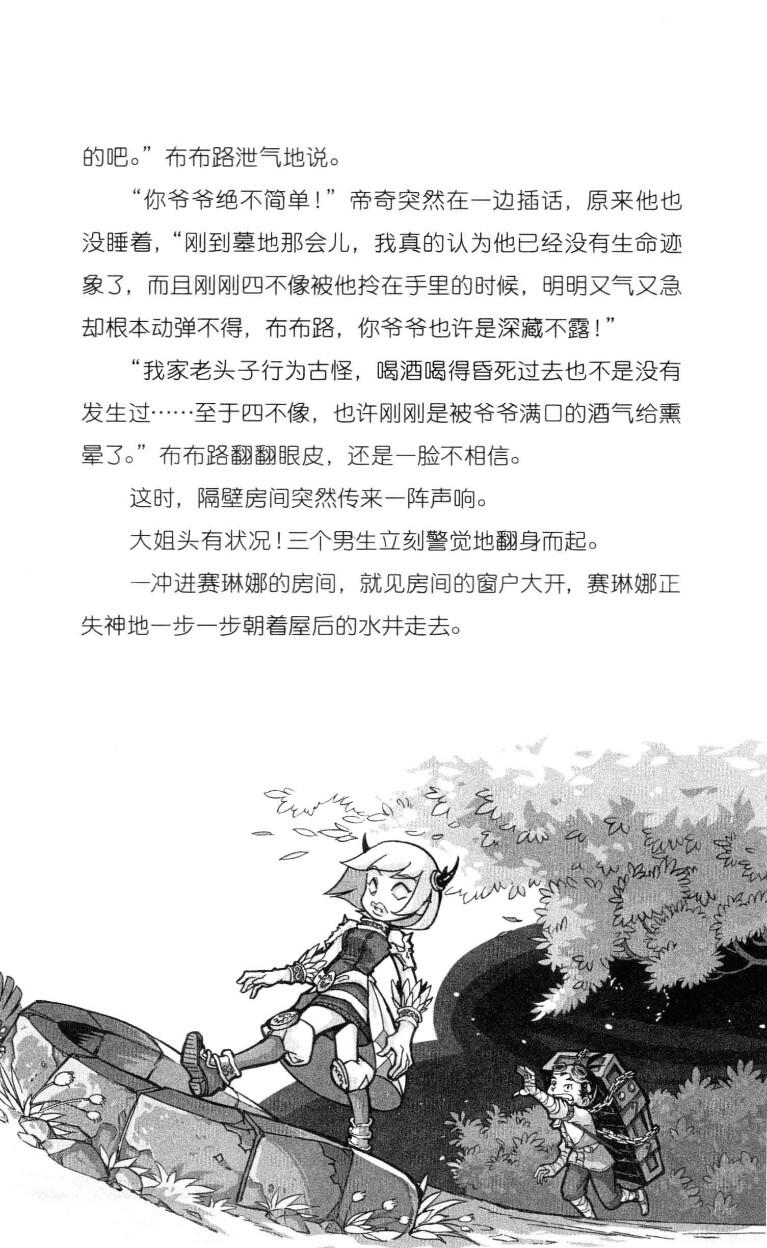 的吧。”布布路泄气地说。
“你爷爷绝不简单！”帝奇突然在一边插话，原来他也
没睡着，“刚到墓地那会儿，我真的认为他已经没有生命迹
象了，而且刚刚四不像被他拎在手里的时候，明明又气又急
却根本动弹不得，布布路，你爷爷也许是深藏不露！”
“我家老头子行为古怪，喝酒喝得昏死过去也不是没有
发生过……至于四不像，也许刚刚是被爷爷满口的酒气给熏
晕了。”布布路翻翻眼皮，还是一脸不相信。
这时，隔壁房间突然传来一阵声响。
大姐头有状况！三个男生立刻警觉地翻身而起。
一冲进赛琳娜的房间，就见房间的窗户大开，赛琳娜正
失神地一步一步朝着屋后的水井走去。